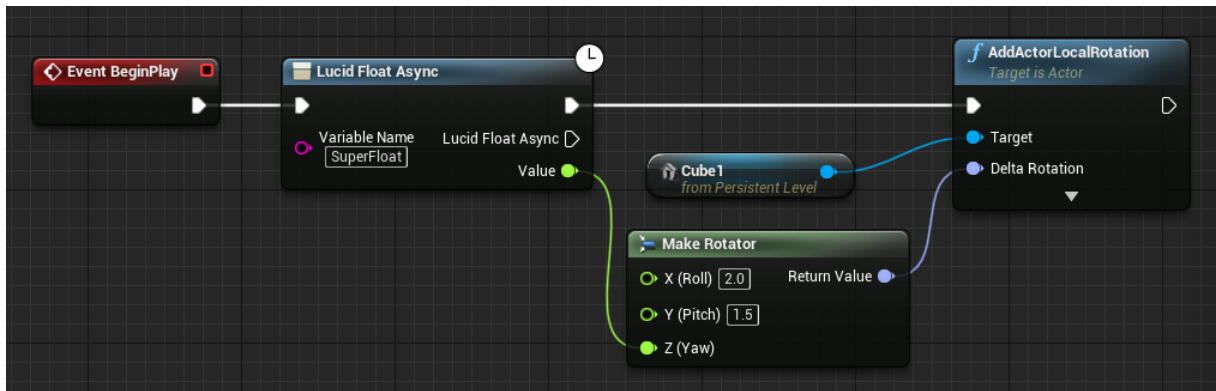 Event BeginPlay
Lucid Float Async
Variable Name
SuperFloat
Lucid Float Async
Value
Cube1
from Persistent Level
Make Rotator
X (Roll) 2.0
Return Value
Y (Pitch) 1.5
Z (Yaw)
f AddActorLocalRotation
Target is Actor
Target
Delta Rotation